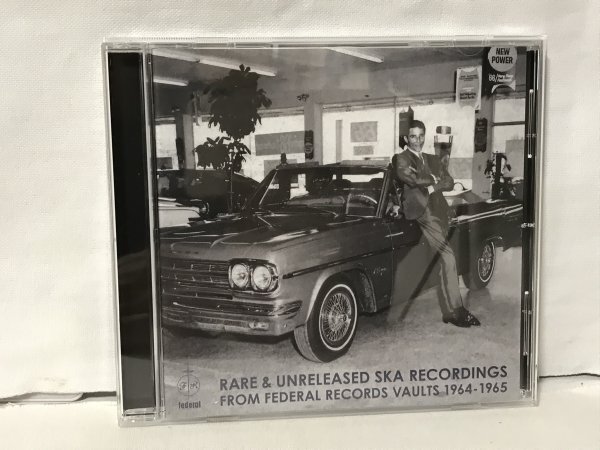 NEW
POWER
RARE & UNRELEASED SKA RECORDINGS
FROM FEDERAL RECORDS VAULTS 1964-1965
federal